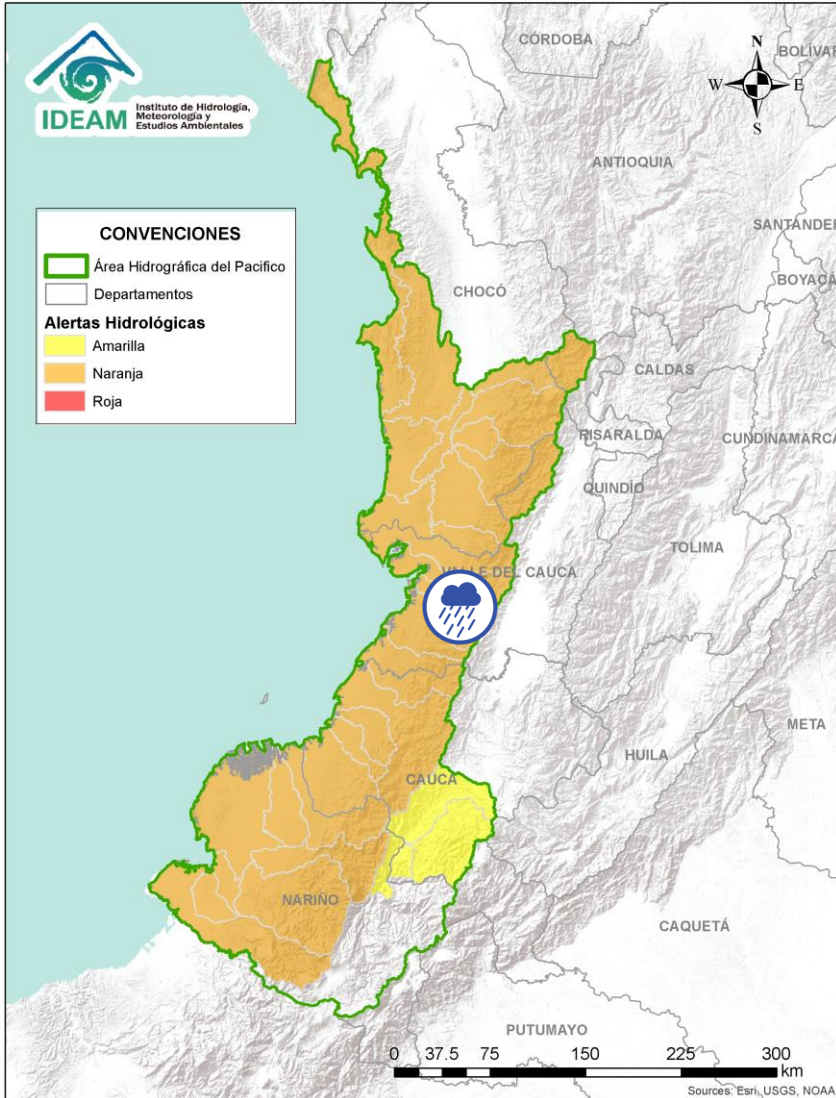 IDEAM
Instituto de Hidrología,
Meteorología y
Estudios Ambientales
CÓRDOBA
BOLÍVAR
N
W
E
S
ANTIOQUIA
SANTANDER
BOYACÁ
CONVENCIONES
Área Hidrográfica del Pacifico
Departamentos
Alertas Hidrológicas
Amarilla
Naranja
Roja
CHOCÓ
CALDAS
RISARALDA
CUNDINAMARCA
QUINDÍO
TOLIMA
VALLE DEL CAUCA
META
HUILA
CAUCA
NARIÑO
CAQUETÁ
PUTUMAYO
0 37.5 75 150 225 300
km
Sources: Esri, USGS, NOAA